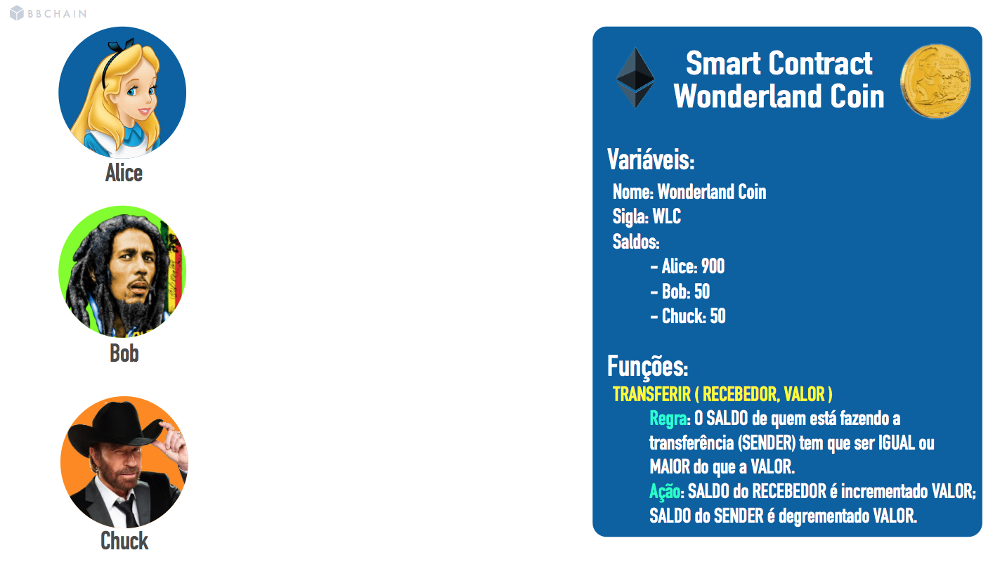 BBCHAIN
Alice
Bob
Chuck
Smart Contract
Wonderland Coin
Variáveis:
Nome: Wonderland Coin
Sigla: WLC
Saldos:
– Alice: 900
– Bob: 50
– Chuck: 50
Funções:
TRANSFERIR ( RECEBEDOR, VALOR )
Regra: O SALDO de quem está fazendo a
transferência (SENDER) tem que ser IGUAL ou
MAIOR do que a VALOR.
Ação: SALDO do RECEBEDOR é incrementado VALOR;
SALDO do SENDER é degrementado VALOR.